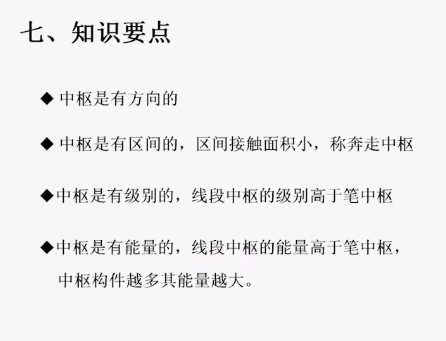 七、知识要点
◆ 中枢是有方向的
◆ 中枢是有区间的，区间接触面积小，称奔走中枢
◆中枢是有级别的，线段中枢的级别高于笔中枢
◆中枢是有能量的，线段中枢的能量高于笔中枢，
中枢构件越多其能量越大。